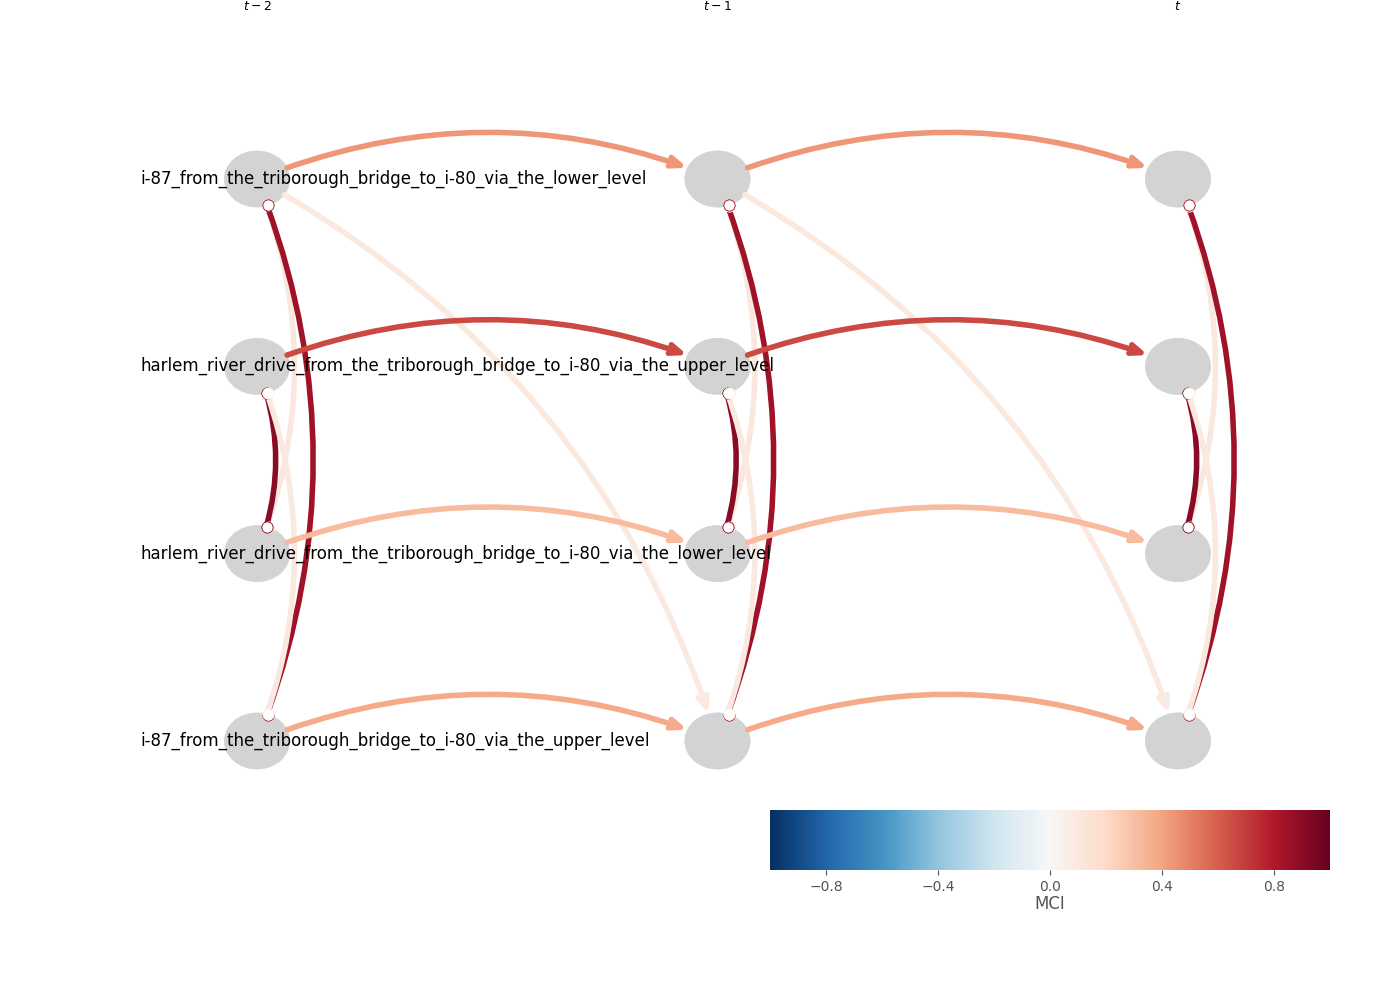 t − 2 t − 1 t
i-87_from_the_triborough_bridge_to_i-80_via_the_lower_level
harlem_river_drive_from_the_triborough_bridge_to_i-80_via_the_upper_level
harlem_river_drive_from_the_triborough_bridge_to_i-80_via_the_lower_level
i-87_from_the_triborough_bridge_to_i-80_via_the_upper_level
−0.8 −0.4 0.0 0.4 0.8
MCI